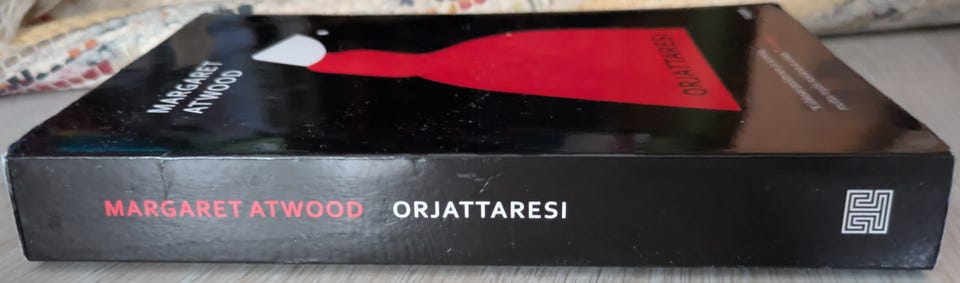 MARGARET
ATWOOD
ORJATTARESI
MARGARET ATWOOD ORJATTARESI